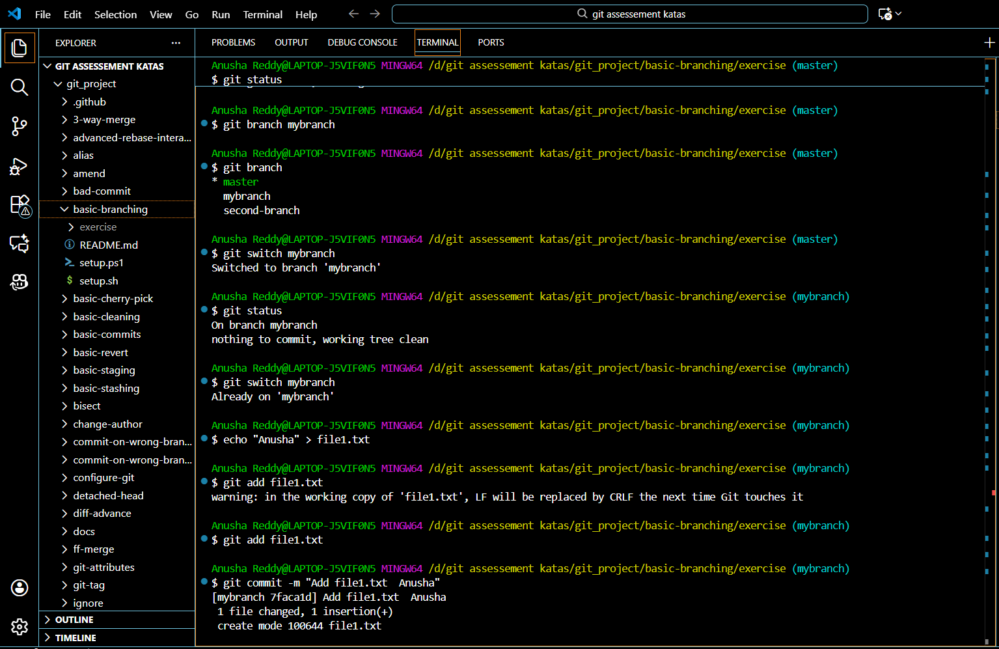 File Edit Selection View Go Run Terminal Help
git assessement katas
EXPLORER
GIT ASSESSEMENT KATAS
git_project
.github
3-way-merge
advanced-rebase-intera...
alias
amend
bad-commit
basic-branching
exercise
README.md
setup.ps1
$ setup.sh
basic-cherry-pick
basic-cleaning
basic-commits
basic-revert
basic-staging
basic-stashing
bisect
change-author
commit-on-wrong-bran...
commit-on-wrong-bran...
configure-git
detached-head
diff-advance
docs
ff-merge
git-attributes
git-tag
ignore
OUTLINE
TIMELINE
PROBLEMS OUTPUT DEBUG CONSOLE TERMINAL PORTS
Anusha Reddy@LAPTOP-J5VIF0N5 MINGW64 /d/git assessement katas/git_project/basic-branching/exercise (master)
$ git status
Anusha Reddy@LAPTOP-J5VIF0N5 MINGW64 /d/git assessement katas/git_project/basic-branching/exercise (master)
$ git branch mybranch
Anusha Reddy@LAPTOP-J5VIF0N5 MINGW64 /d/git assessement katas/git_project/basic-branching/exercise (master)
$ git branch
* master
mybranch
second-branch
Anusha Reddy@LAPTOP-J5VIF0N5 MINGW64 /d/git assessement katas/git_project/basic-branching/exercise (master)
$ git switch mybranch
Switched to branch 'mybranch'
Anusha Reddy@LAPTOP-J5VIF0N5 MINGW64 /d/git assessement katas/git_project/basic-branching/exercise (mybranch)
$ git status
On branch mybranch
nothing to commit, working tree clean
Anusha Reddy@LAPTOP-J5VIF0N5 MINGW64 /d/git assessement katas/git_project/basic-branching/exercise (mybranch)
$ git switch mybranch
Already on 'mybranch'
Anusha Reddy@LAPTOP-J5VIF0N5 MINGW64 /d/git assessement katas/git_project/basic-branching/exercise (mybranch)
$ echo "Anusha" > file1.txt
Anusha Reddy@LAPTOP-J5VIF0N5 MINGW64 /d/git assessement katas/git_project/basic-branching/exercise (mybranch)
$ git add file1.txt
warning: in the working copy of 'file1.txt', LF will be replaced by CRLF the next time Git touches it
Anusha Reddy@LAPTOP-J5VIF0N5 MINGW64 /d/git assessement katas/git_project/basic-branching/exercise (mybranch)
$ git add file1.txt
Anusha Reddy@LAPTOP-J5VIF0N5 MINGW64 /d/git assessement katas/git_project/basic-branching/exercise (mybranch)
$ git commit -m "Add file1.txt  Anusha"
[mybranch 7faca1d] Add file1.txt  Anusha
1 file changed, 1 insertion(+)
create mode 100644 file1.txt